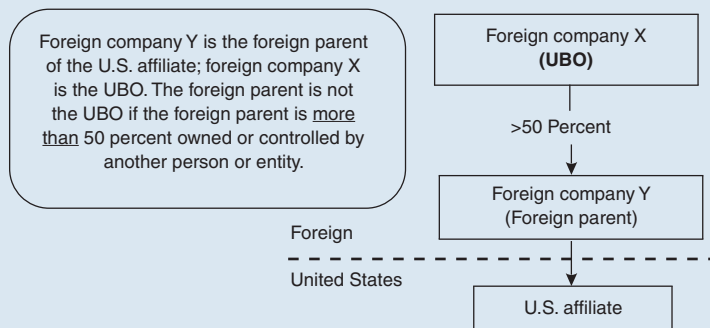 Foreign company Y is the foreign parent
of the U.S. affiliate; foreign company X
is the UBO. The foreign parent is not
the UBO if the foreign parent is more
than 50 percent owned or controlled by
another person or entity.
Foreign company X
(UBO)
>50 Percent
Foreign company Y
(Foreign parent)
Foreign
United States
U.S. affiliate